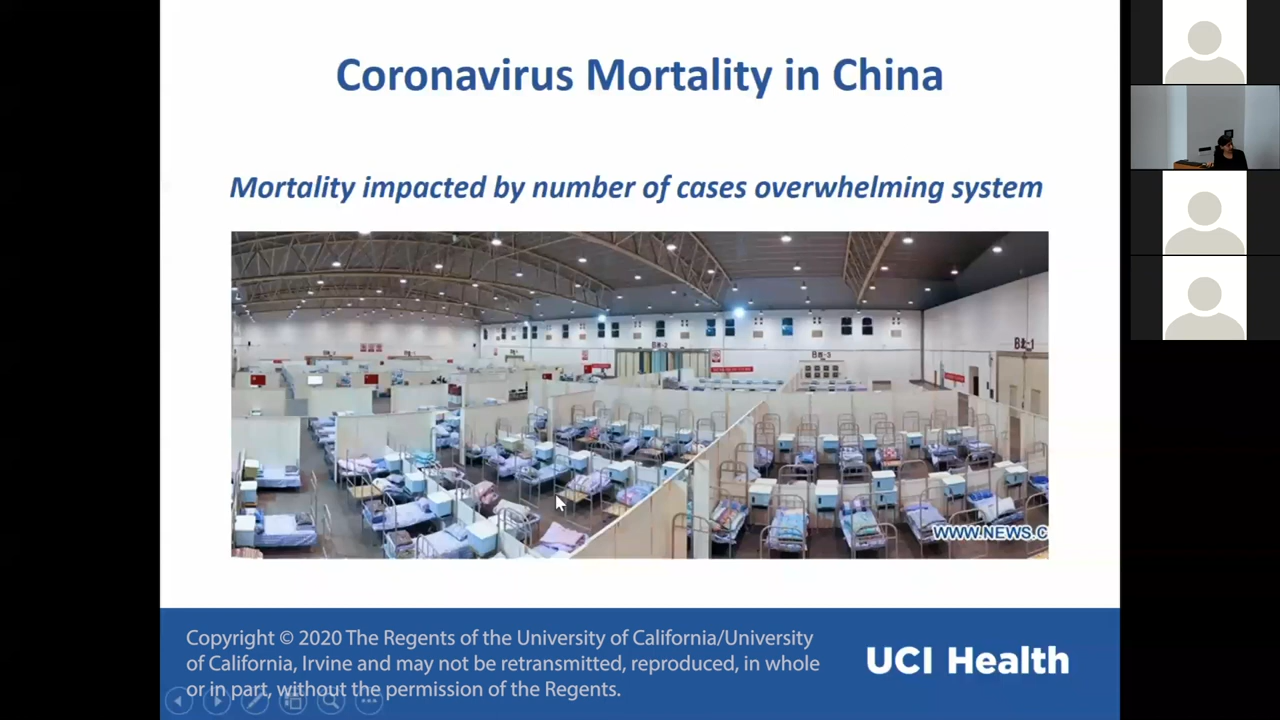 Coronavirus Mortality in China
Mortality impacted by number of cases overwhelming system
B2-1
WWW.NEWS.C
Copyright © 2020 The Regents of the University of California/University
of California, Irvine and may not be retransmitted, reproduced, in whole
or in part, without the permission of the Regents.
UCI Health